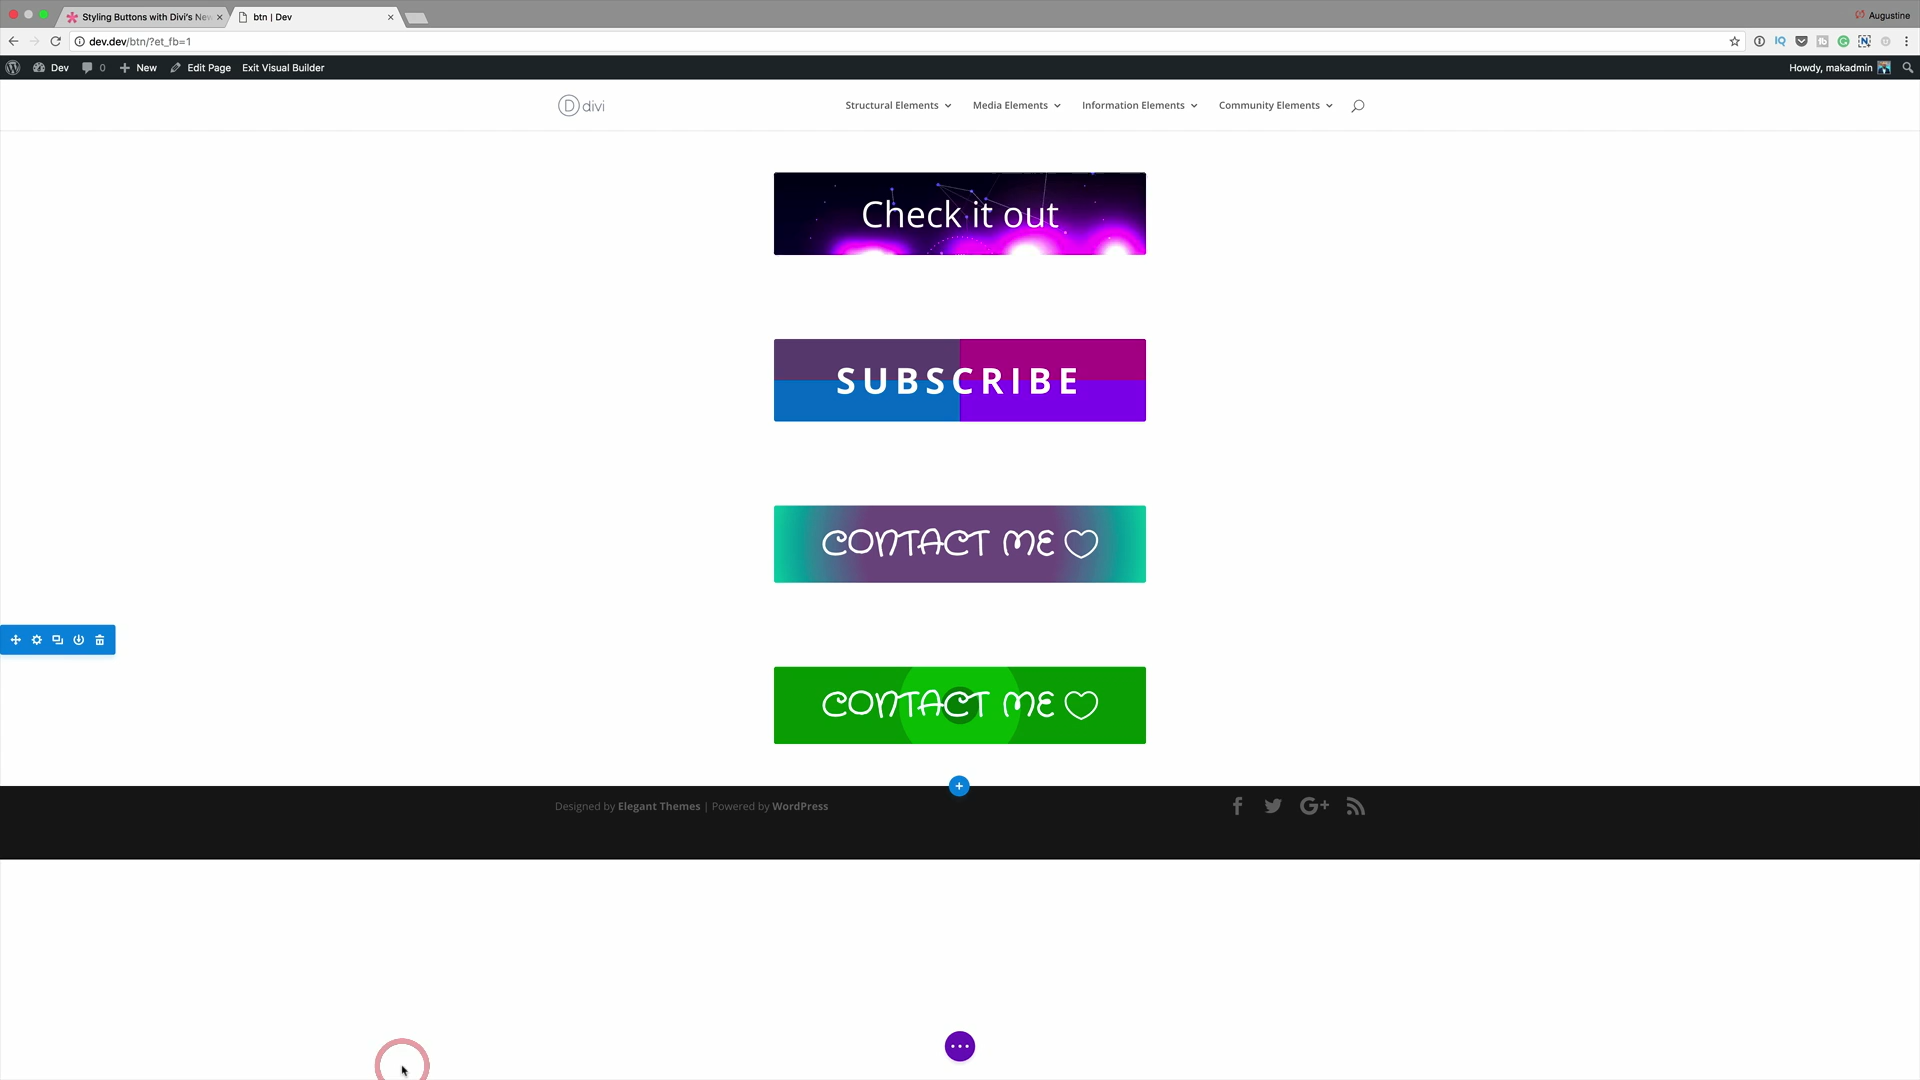 Styling Buttons with Divi's New
btn | Dev
Augustine
dev.dev/btn/?et_fb=1
Dev
0
New
Edit Page
Exit Visual Builder
Howdy, makadmin
D divi
Structural Elements
Media Elements
Information Elements
Community Elements
Check it out
SUBSCRIBE
CONTACT ME
CONTACT ME
Designed by Elegant Themes | Powered by WordPress